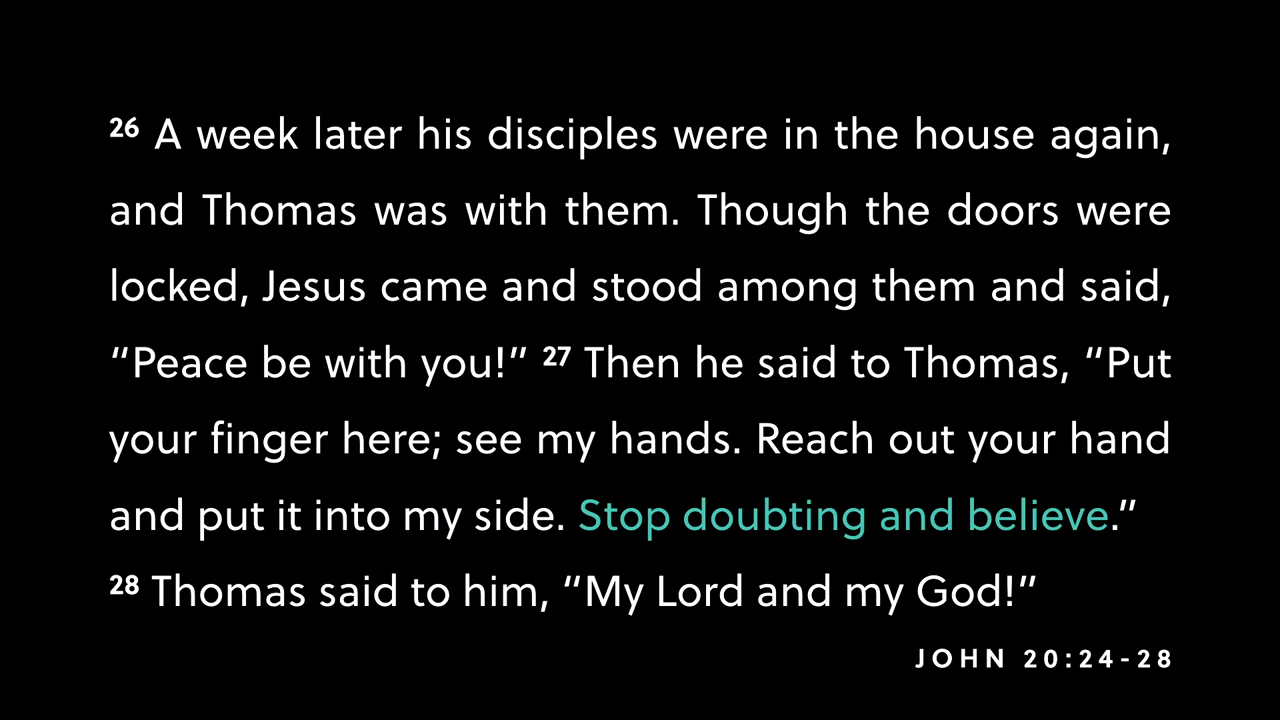 26 A week later his disciples were in the house again,
and Thomas was with them. Though the doors were
locked, Jesus came and stood among them and said,
“Peace be with you!” 27 Then he said to Thomas, “Put
your finger here; see my hands. Reach out your hand
and put it into my side. Stop doubting and believe.”
28 Thomas said to him, “My Lord and my God!”
JOHN 20:24-28